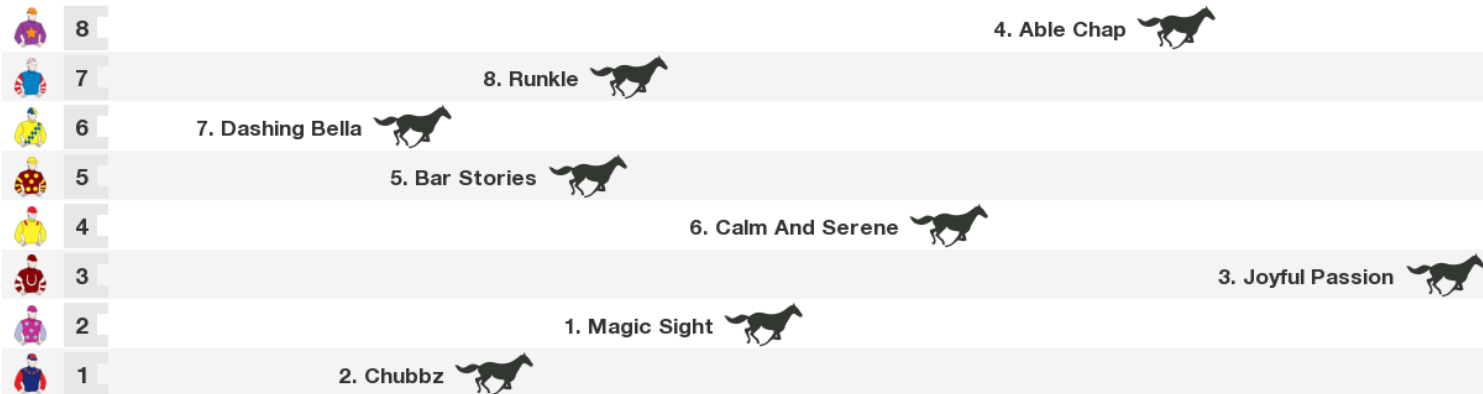 8 4. Able Chap
7 8. Runkle
6 7. Dashing Bella
5 5. Bar Stories
4 6. Calm And Serene
3 3. Joyful Passion
2 1. Magic Sight
1 2. Chubbz